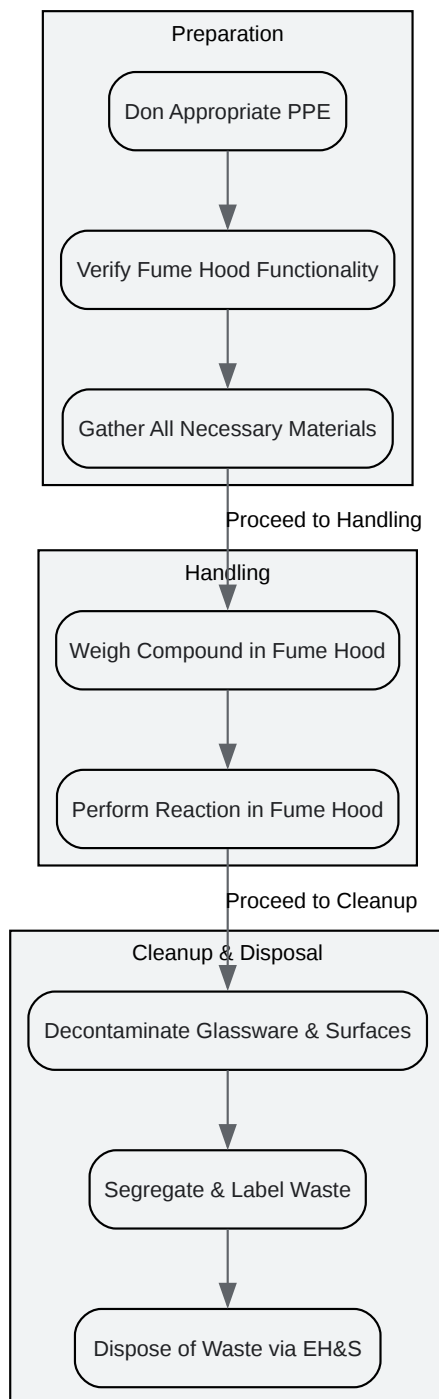 Preparation
Don Appropriate PPE
Verify Fume Hood Functionality
Gather All Necessary Materials
Proceed to Handling
Handling
Weigh Compound in Fume Hood
Perform Reaction in Fume Hood
Proceed to Cleanup
Cleanup & Disposal
Decontaminate Glassware & Surfaces
Segregate & Label Waste
Dispose of Waste via EH&S